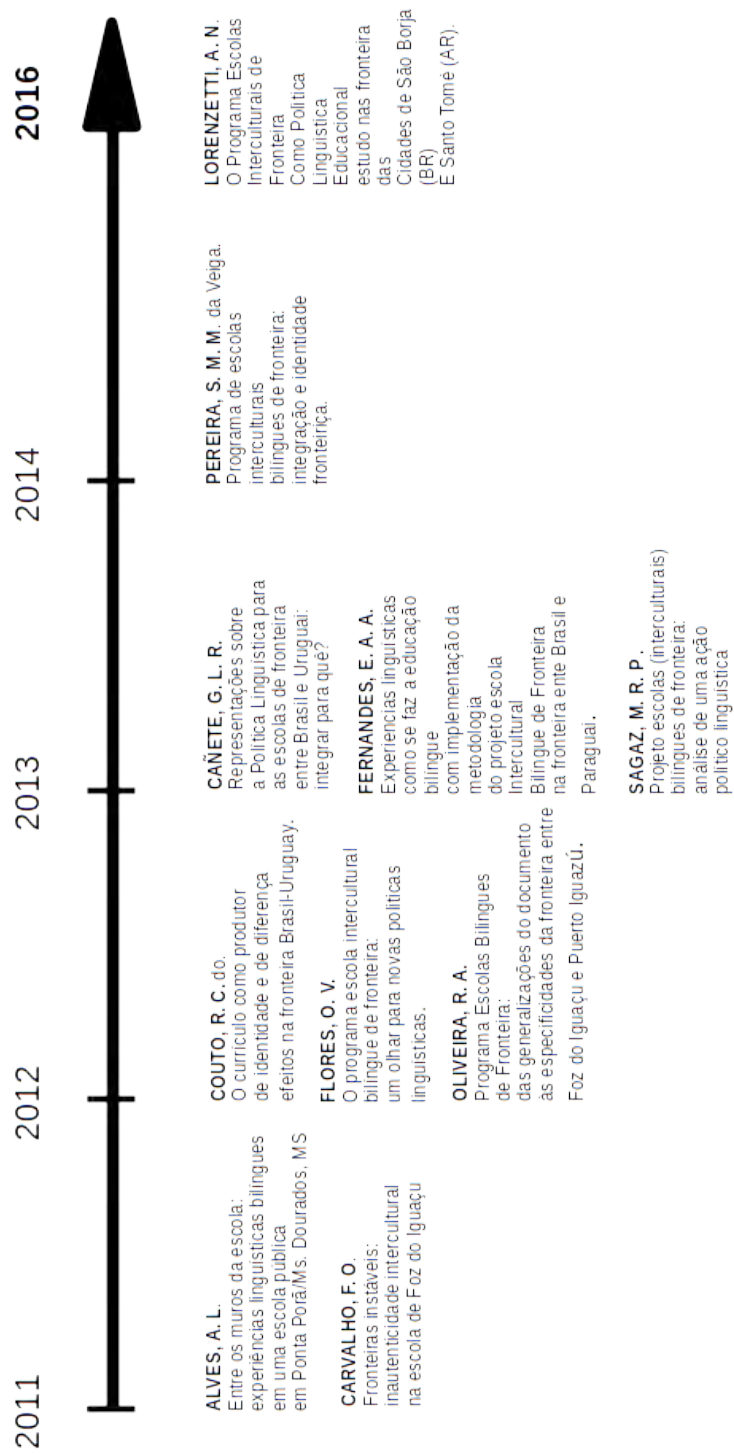 2011
2012
2013
2014
2016
ALVES, A. L.
Entre os muros da escola:
experiências linguísticas bilíngues
em uma escola pública
em Ponta Porã/Ms. Dourados, MS
CARVALHO, F. O.
Fronteiras instáveis:
inautenticidade intercultural
na escola de Foz do Iguaçu
COUTO, R. C. do.
O currículo como produtor
de identidade e de diferença
efeitos na fronteira Brasil-Uruguay.
FLORES, O. V.
O programa escola intercultural
bilíngue de fronteira:
um olhar para novas políticas
linguísticas.
OLIVEIRA, R. A.
Programa Escolas Bilingues
de Fronteira:
das generalizações do documento
às especificidades da fronteira entre
Foz do Iguaçu e Puerto Iguazú.
CAÑETE, G. L. R.
Representações sobre
a Política Linguística para
as escolas de fronteira
entre Brasil e Uruguai:
integrar para quê?
FERNANDES, E. A. A.
Experiencias linguísticas
como se faz a educação
bilíngue
com implementação da
metodologia
do projeto escola
Intercultural
Bilíngue de Fronteira
na fronteira ente Brasil e
Paraguai.
SAGAZ, M. R. P.
Projeto escolas (interculturais)
bilíngues de fronteira:
análise de uma ação
político linguística
PEREIRA, S. M. M. da Veiga.
Programa de escolas
interculturais
bilíngues de fronteira:
integração e identidade
fronteiriça.
LORENZETTI, A. N.
O Programa Escolas
Interculturais de
Fronteira
Como Política
Linguística
Educacional
estudo nas fronteira
das
Cidades de São Borja
(BR)
E Santo Tomé (AR).